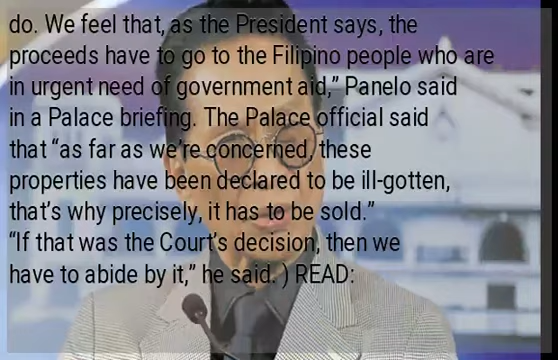 do. We feel that, as the President says, the
proceeds have to go to the Filipino people who are
in urgent need of government aid,” Panelo said
in a Palace briefing. The Palace official said
that “as far as we’re concerned, these
properties have been declared to be ill-gotten,
that’s why precisely, it has to be sold.”
“If that was the Court’s decision, then we
have to abide by it,” he said. ) READ: